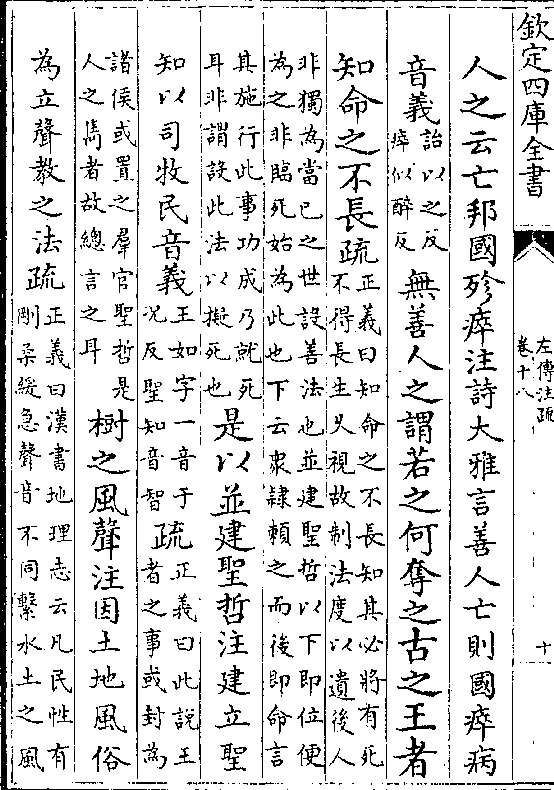 欽定四庫全書
左傳注疏
卷十八
十
人之云亡邦國殄瘁注詩大雅言善人亡則國瘁病
音義詒以之反瘁似醉反無善人之謂若之何奪之古之王者
知命之不長疏正義曰知命之不長知其必將有死不得長生久視故制法度以遺後人
非獨為當已之世設善法也並建聖哲以下即位便
為之非臨死始為此也下云衆隷賴之而後即命言
其施行此事功成乃就死耳非謂設此法以擬死也是以並建聖哲注建立聖
知以司牧民音義王如字一音于况反聖知音智疏正義曰此說王者之事或封為
諸侯或置之羣官聖哲是人之雋者故總言之耳樹之風聲注因土地風俗
為立聲教之法疏正義曰漢書地理志云凡民性有剛柔緩急聲音不同繫水土之風